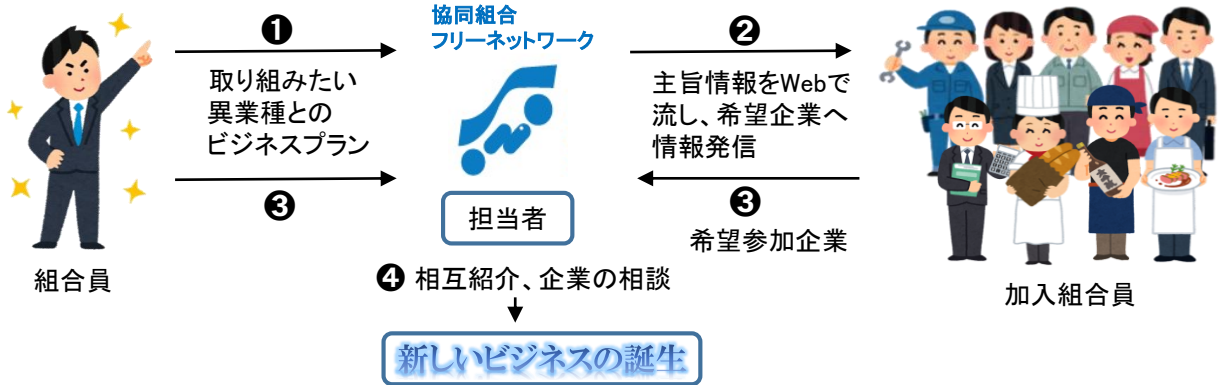 協同組合
フリーネットワーク
❶
取り組みたい
異業種との
ビジネスプラン
❸
組合員
担当者
❷
主旨情報をWebで
流し、希望企業へ
情報発信
❸
希望参加企業
加入組合員
❹ 相互紹介、企業の相談
新しいビジネスの誕生